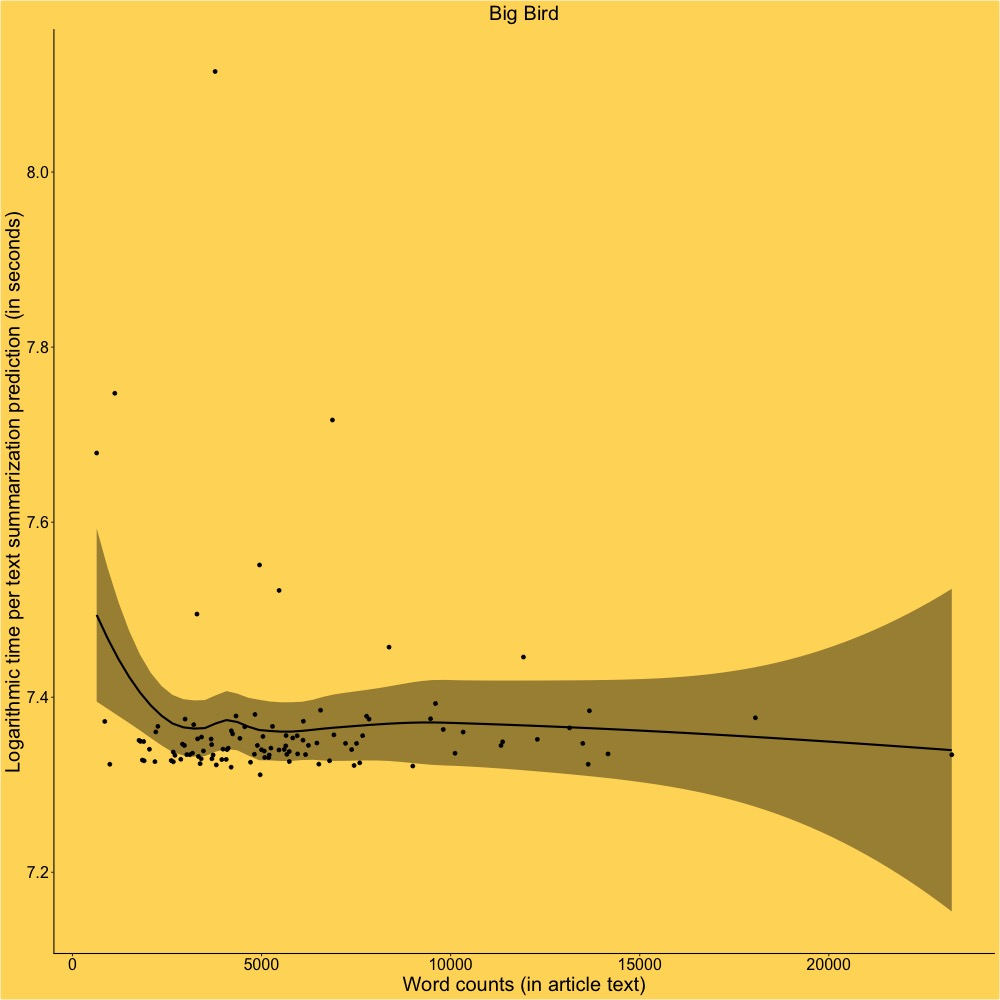 Big Bird
Logarithmic time per text summarization prediction (in seconds)
8.0
7.8
7.6
7.4
7.2
0 5000 10000 15000 20000
Word counts (in article text)